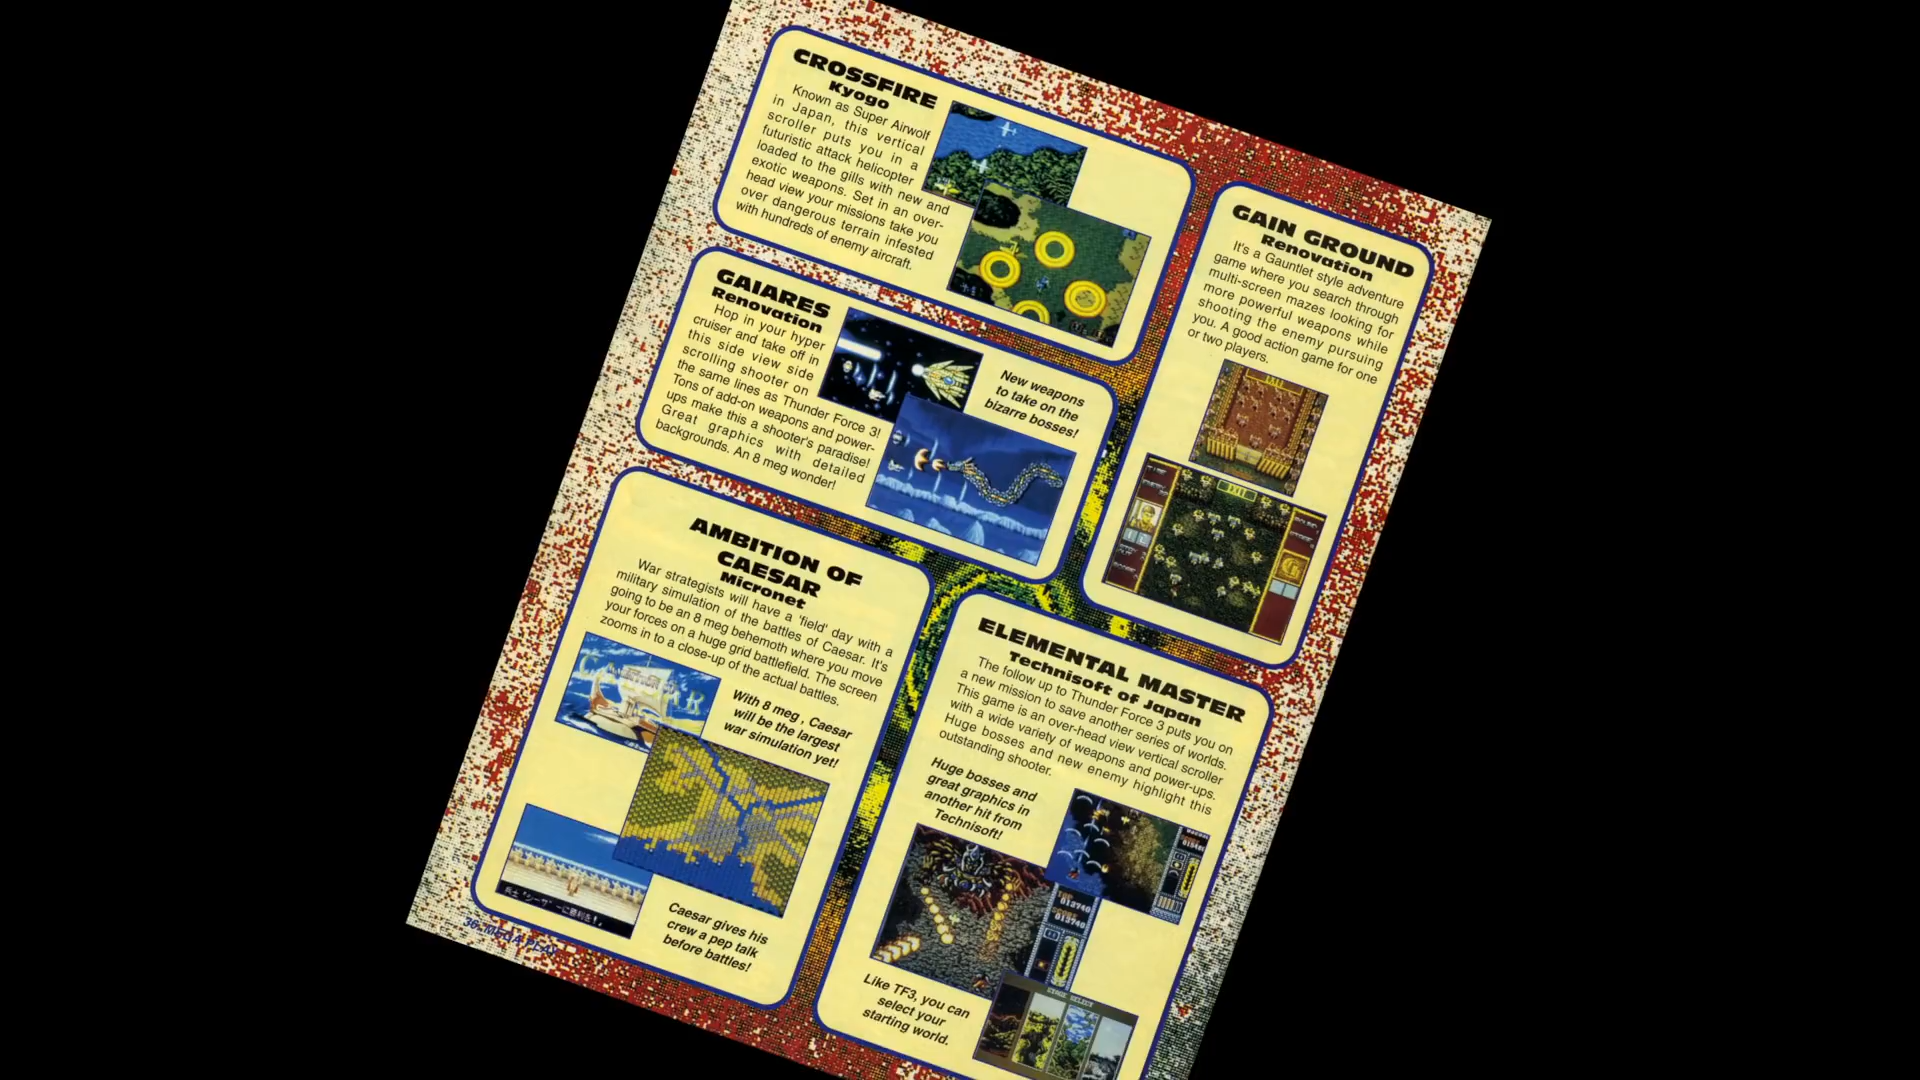 CROSSFIRE
Kyogo
Known as Super Airwolf
in Japan, this vertical
scroller puts you in a
futuristic attack helicopter
loaded to the gills with new and
exotic weapons. Set in an over-
head view your missions take you
over dangerous terrain infested
with hundreds of enemy aircraft.
GAIN GROUND
Renovation
It's a Gauntlet style adventure
game where you search through
multi-screen mazes looking for
more powerful weapons while
shooting the enemy pursuing
you. A good action game for one
or two players.
EXIT
GAIARES
Renovation
Hop in your hyper
cruiser and take off in
this side view side
scrolling shooter on
the same lines as Thunder Force 3!
Tons of add-on weapons and power-
ups make this a shooter's paradise!
Great graphics with detailed
backgrounds. An 8 meg wonder!
New weapons
to take on the
bizarre bosses!
AMBITION OF
CAESAR
Micronet
War strategists will have a 'field' day with a
military simulation of the battles of Caesar. It's
going to be an 8 meg behemoth where you move
your forces on a huge grid battlefield. The screen
zooms in to a close-up of the actual battles.
With 8 meg , Caesar
will be the largest
war simulation yet!
Caesar gives his
crew a pep talk
before battles!
ELEMENTAL MASTER
Technisoft of Japan
The follow up to Thunder Force 3 puts you on
a new mission to save another series of worlds.
This game is an over-head view vertical scroller
with a wide variety of weapons and power-ups.
Huge bosses and new enemy highlight this
outstanding shooter.
Huge bosses and
great graphics in
another hit from
Technisoft!
013740
013740
Like TF3, you can
select your
starting world.
STAGE SELECT
36 MEGA PLAY